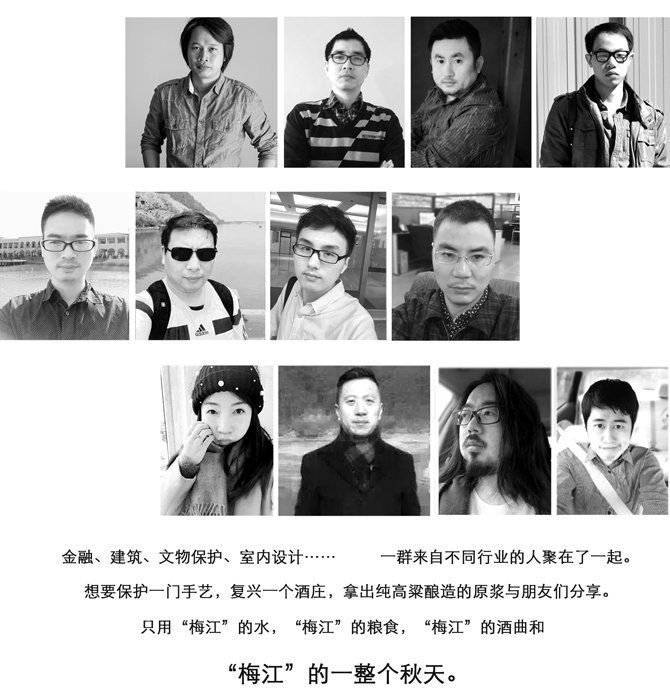 金融、建筑、文物保护、室内设计…… 一群来自不同行业的人聚在了一起。
想要保护一门手艺，复兴一个酒庄，拿出纯高粱酿造的原浆与朋友们分享。
只用“梅江”的水，“梅江”的粮食，“梅江”的酒曲和
“梅江”的一整个秋天。
adidas